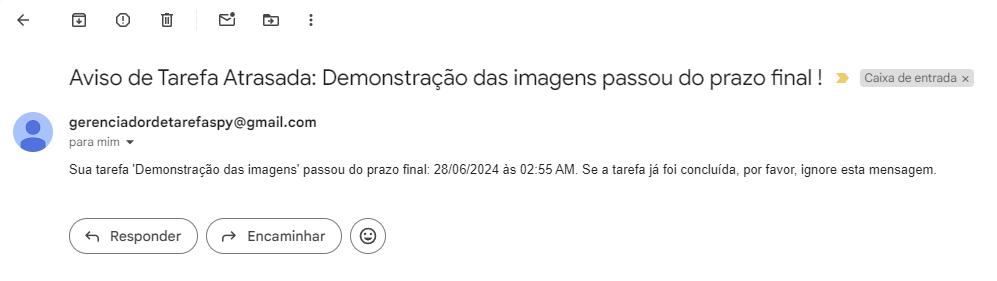 Aviso de Tarefa Atrasada: Demonstração das imagens passou do prazo final ! Caixa de entrada ×
gerenciadordetarefaspy@gmail.com
para mim
Sua tarefa 'Demonstração das imagens' passou do prazo final: 28/06/2024 às 02:55 AM. Se a tarefa já foi concluída, por favor, ignore esta mensagem.
Responder Encaminhar